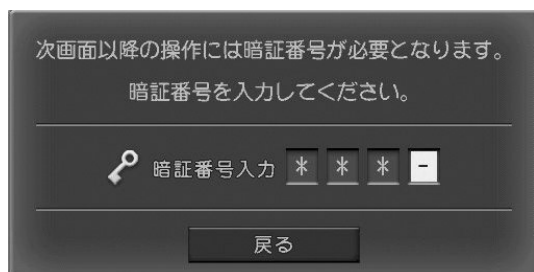 次画面以降の操作には暗証番号が必要となります。
暗証番号を入力してください。
暗証番号入力 * * * -
戻る